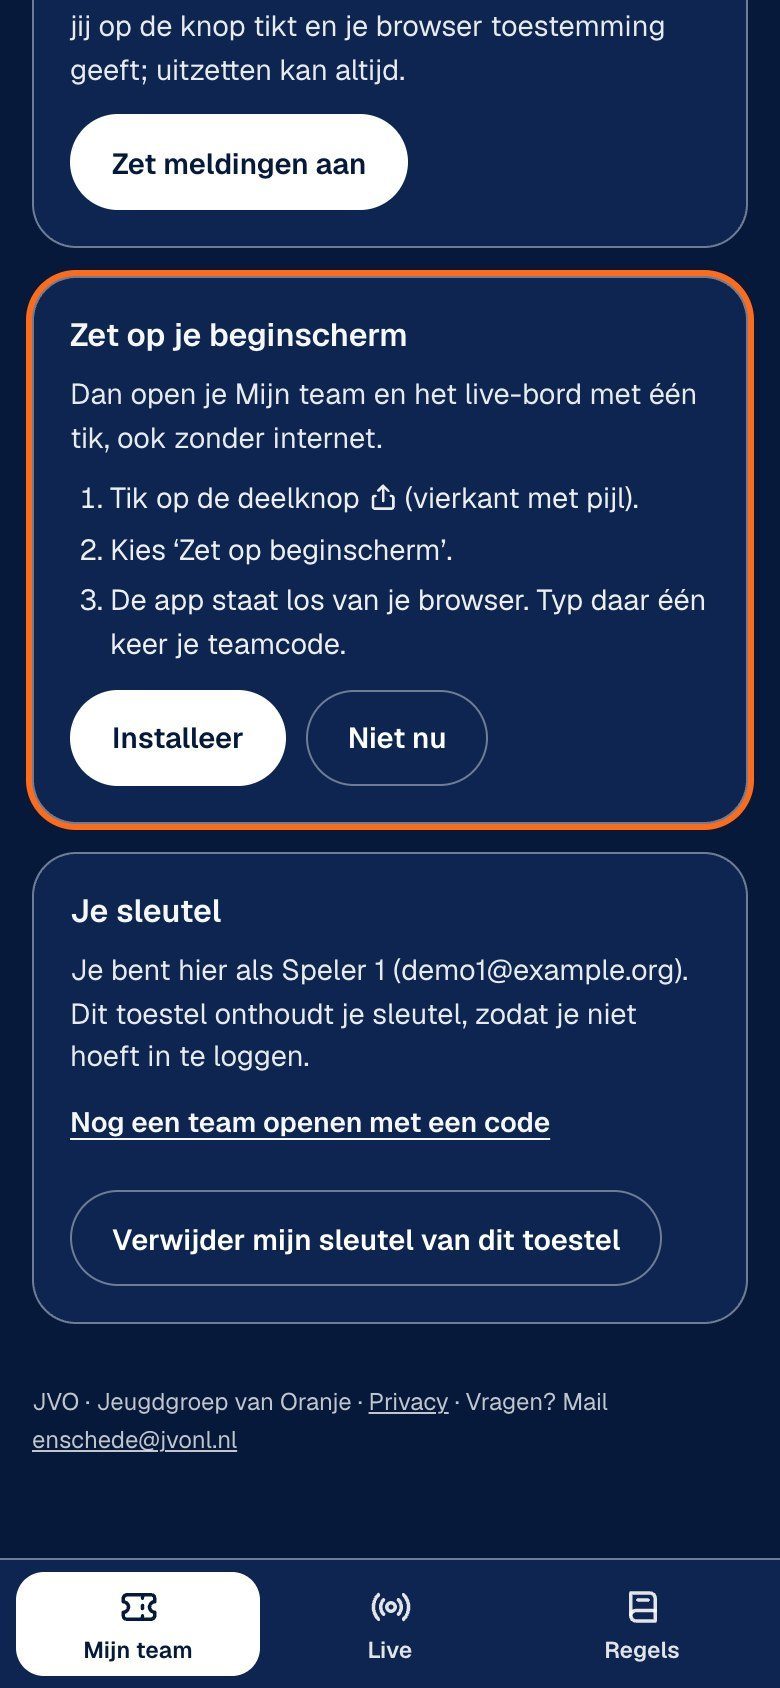 jij op de knop tikt en je browser toestemming
geeft; uitzetten kan altijd.
Zet meldingen aan
Zet op je beginscherm
Dan open je Mijn team en het live-bord met één
tik, ook zonder internet.
1. Tik op de deelknop (vierkant met pijl).
2. Kies ‘Zet op beginscherm’.
3. De app staat los van je browser. Typ daar één
keer je teamcode.
Installeer
Niet nu
Je sleutel
Je bent hier als Speler 1 (demo1@example.org).
Dit toestel onthoudt je sleutel, zodat je niet
hoeft in te loggen.
Nog een team openen met een code
Verwijder mijn sleutel van dit toestel
JVO · Jeugdgroep van Oranje · Privacy · Vragen? Mail
enschede@jvonl.nl
Mijn team
Live
Regels